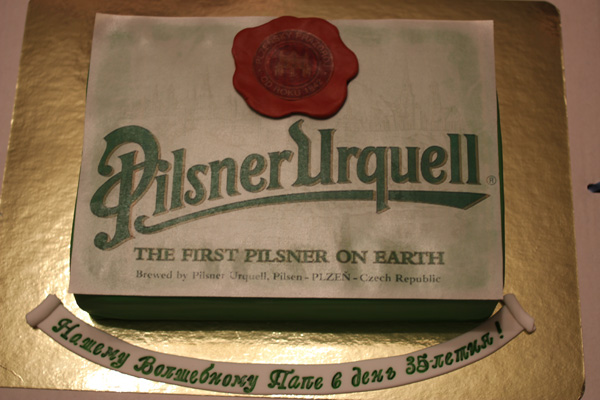 Pilsner Urquell®
THE FIRST PILSNER ON EARTH
Brewed by Pilsner Urquell, Pilsen - PLZEŇ - Czech Republic
Нашему Волшебному Папе в день 35-летия!